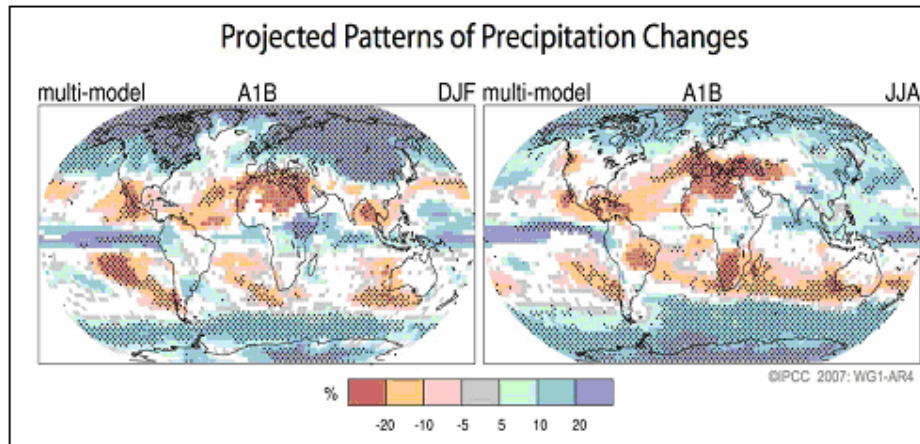 Projected Patterns of Precipitation Changes
multi-model A1B DJF multi-model A1B JJA
©IPCC 2007: WG1-AR4
%
-20 -10 -5 5 10 20